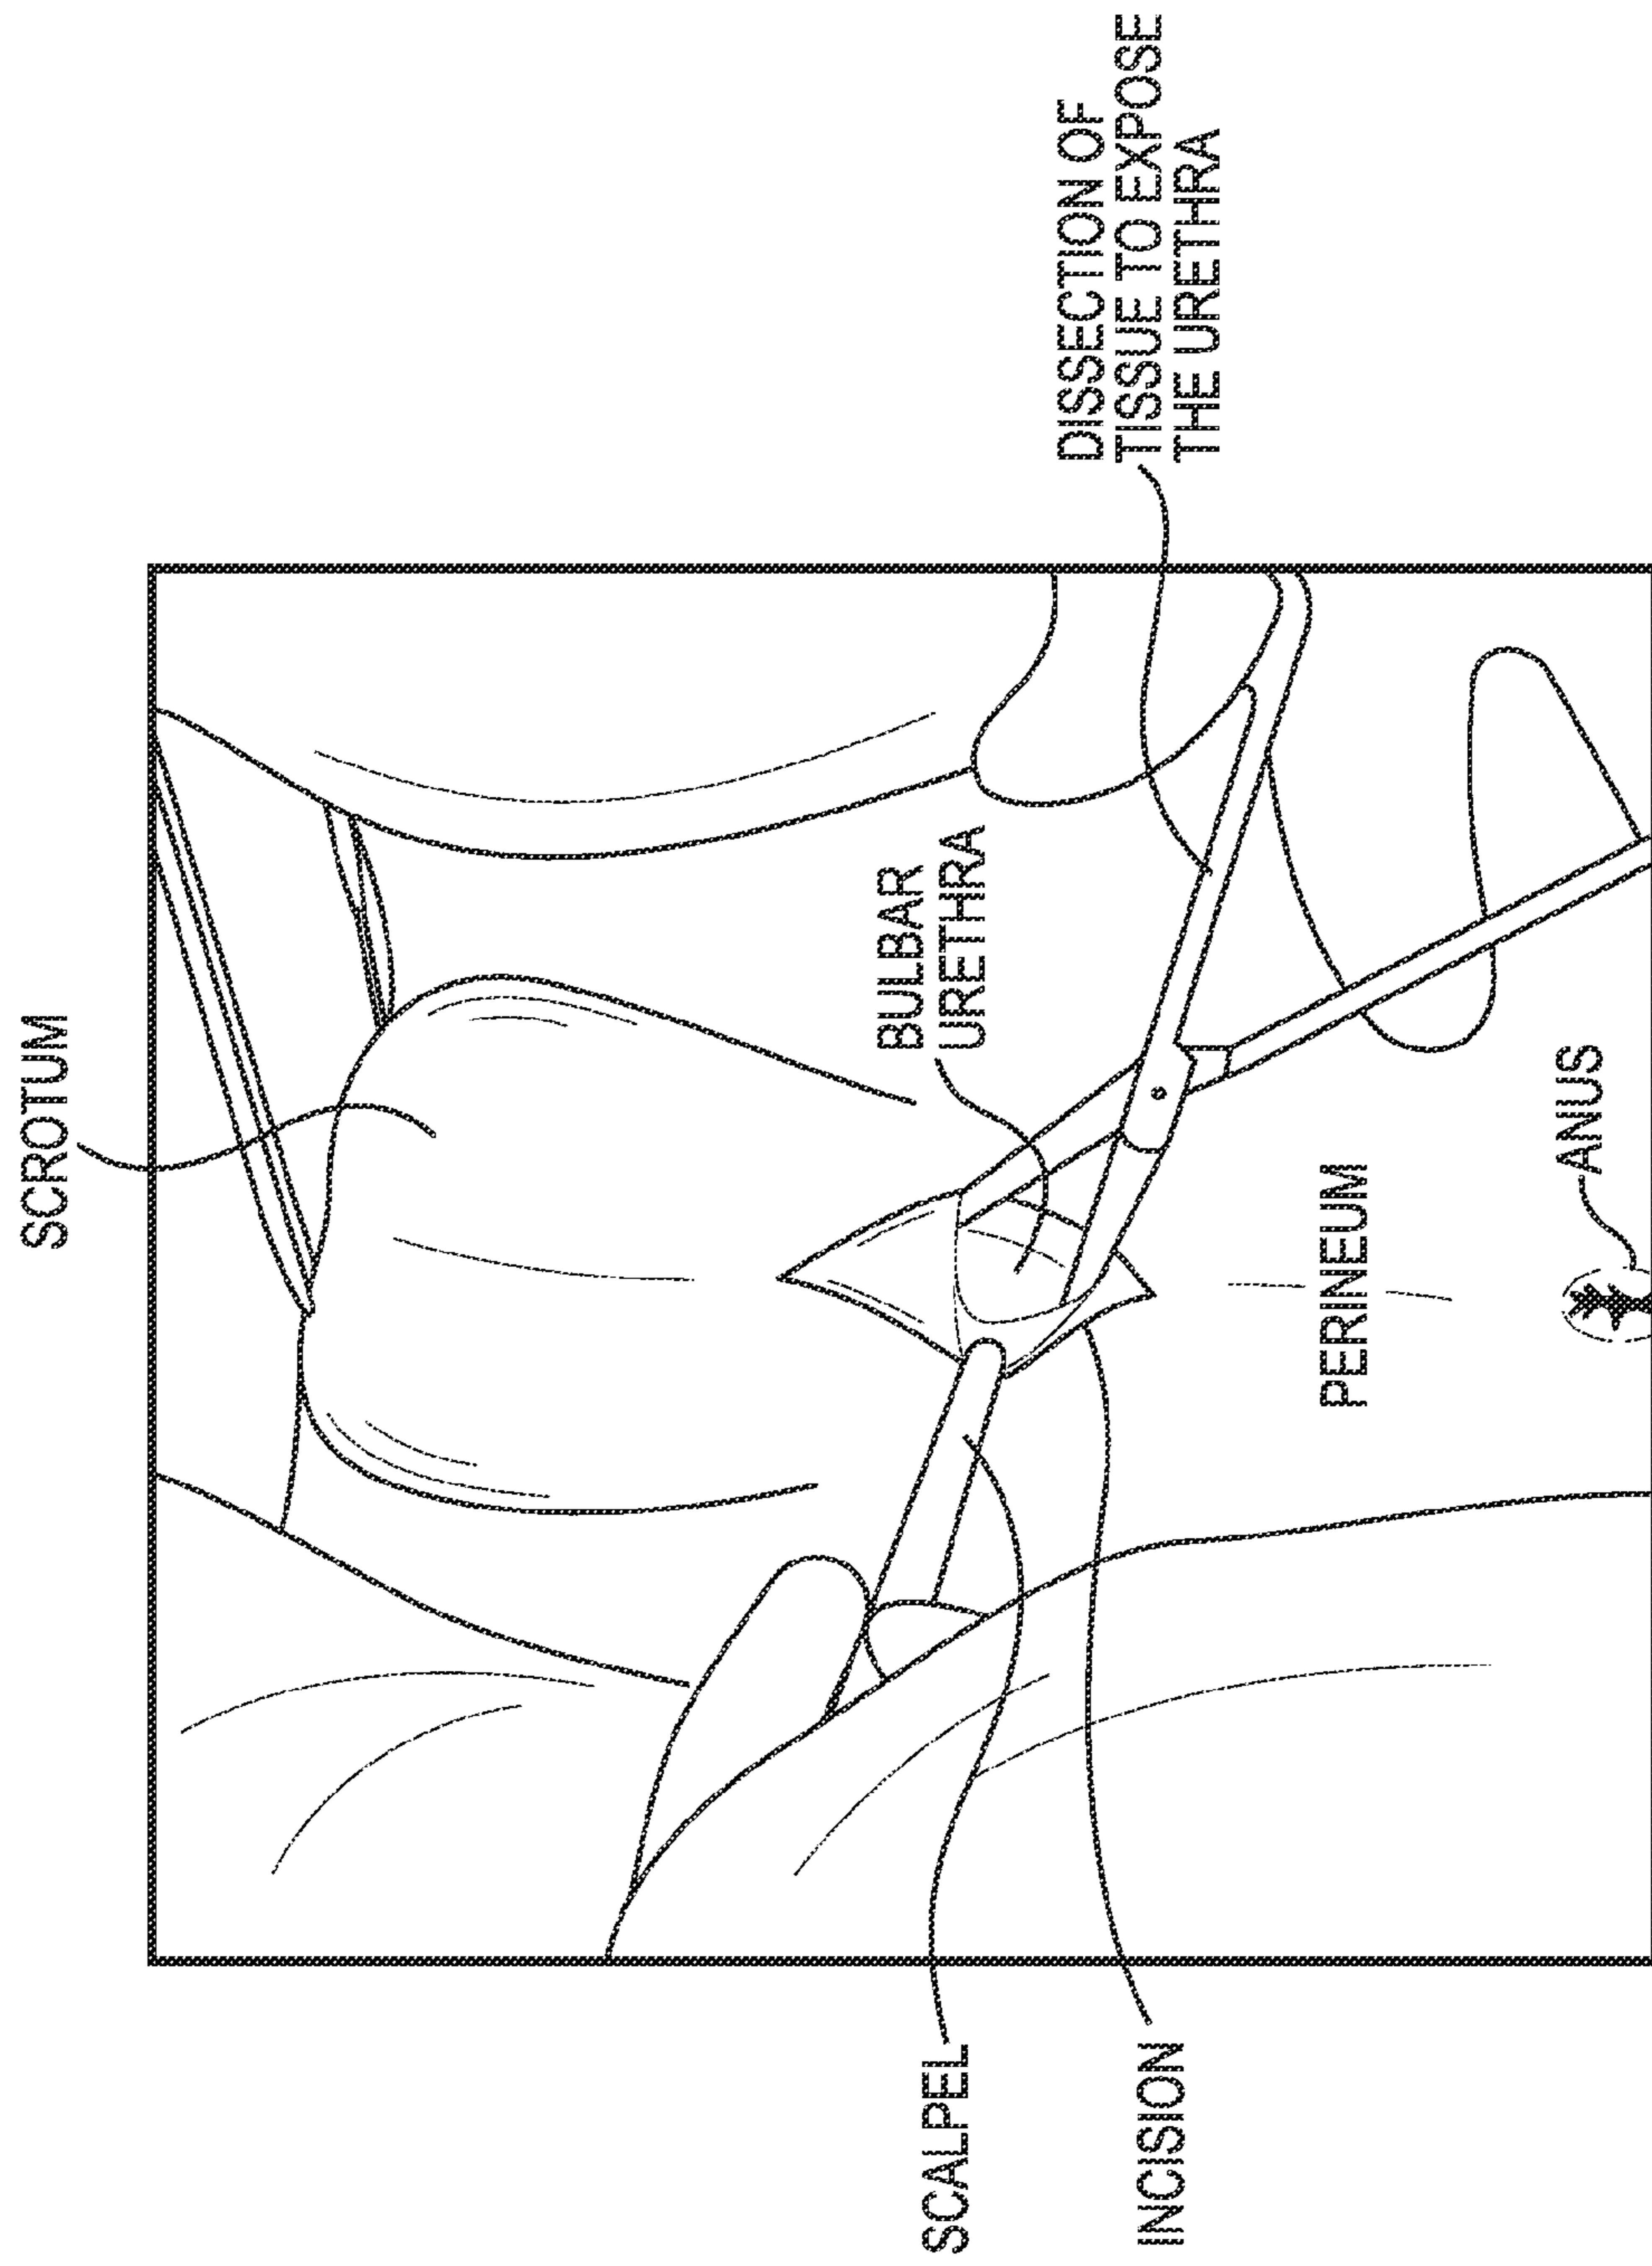 SCROTUM
DISSECTION OF
TISSUE TO EXPOSE
THE URETHRA
BULBAR
URETHRA
ANUS
PERINEUM
SCALPEL
INCISION